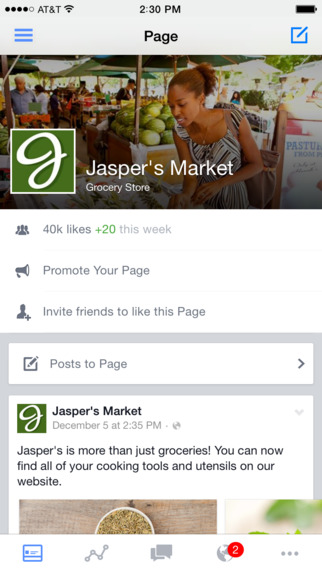 AT&T 2:30 PM
Page
Jasper's Market
Grocery Store
40k likes +20 this week
Promote Your Page
Invite friends to like this Page
Posts to Page
Jasper's Market
December 5 at 2:35 PM ·
Jasper's is more than just groceries! You can now
find all of your cooking tools and utensils on our
website.
2